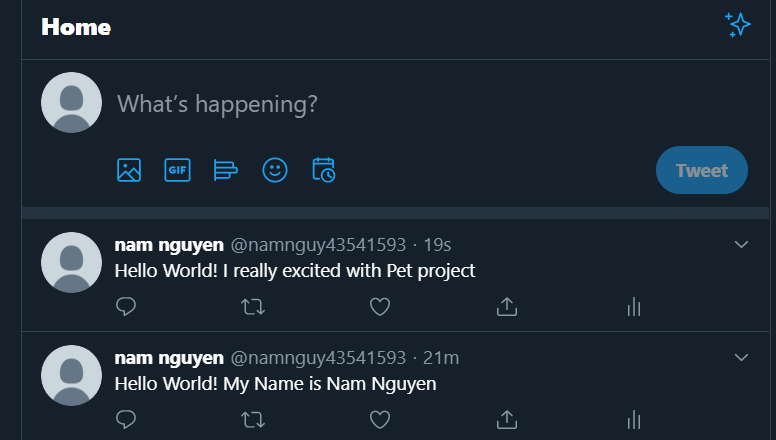 Home
What's happening?
GIF
Tweet
nam nguyen @namnguy43541593 · 19s
Hello World! I really excited with Pet project
nam nguyen @namnguy43541593 · 21m
Hello World! My Name is Nam Nguyen